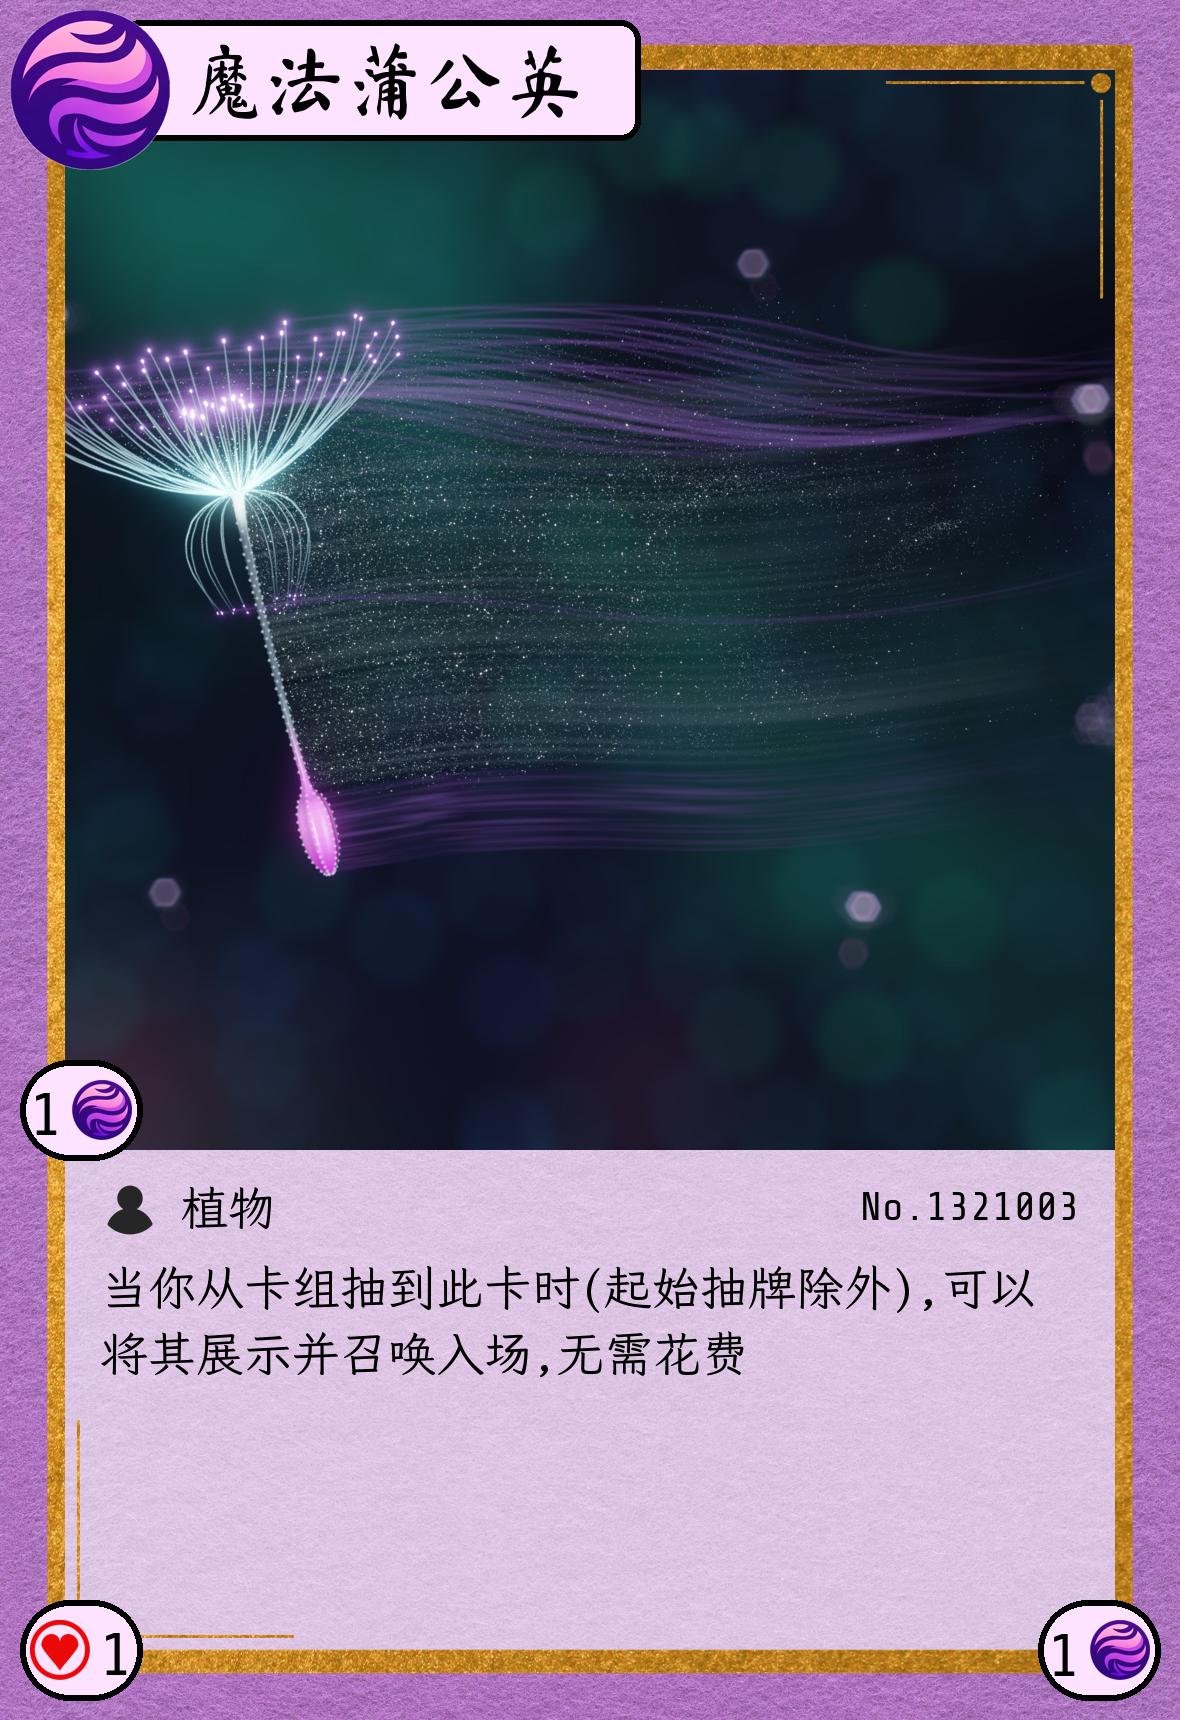 魔法蒲公英
1
植物
No.1321003
当你从卡组抽到此卡时(起始抽牌除外),可以
将其展示并召唤入场,无需花费
1
1